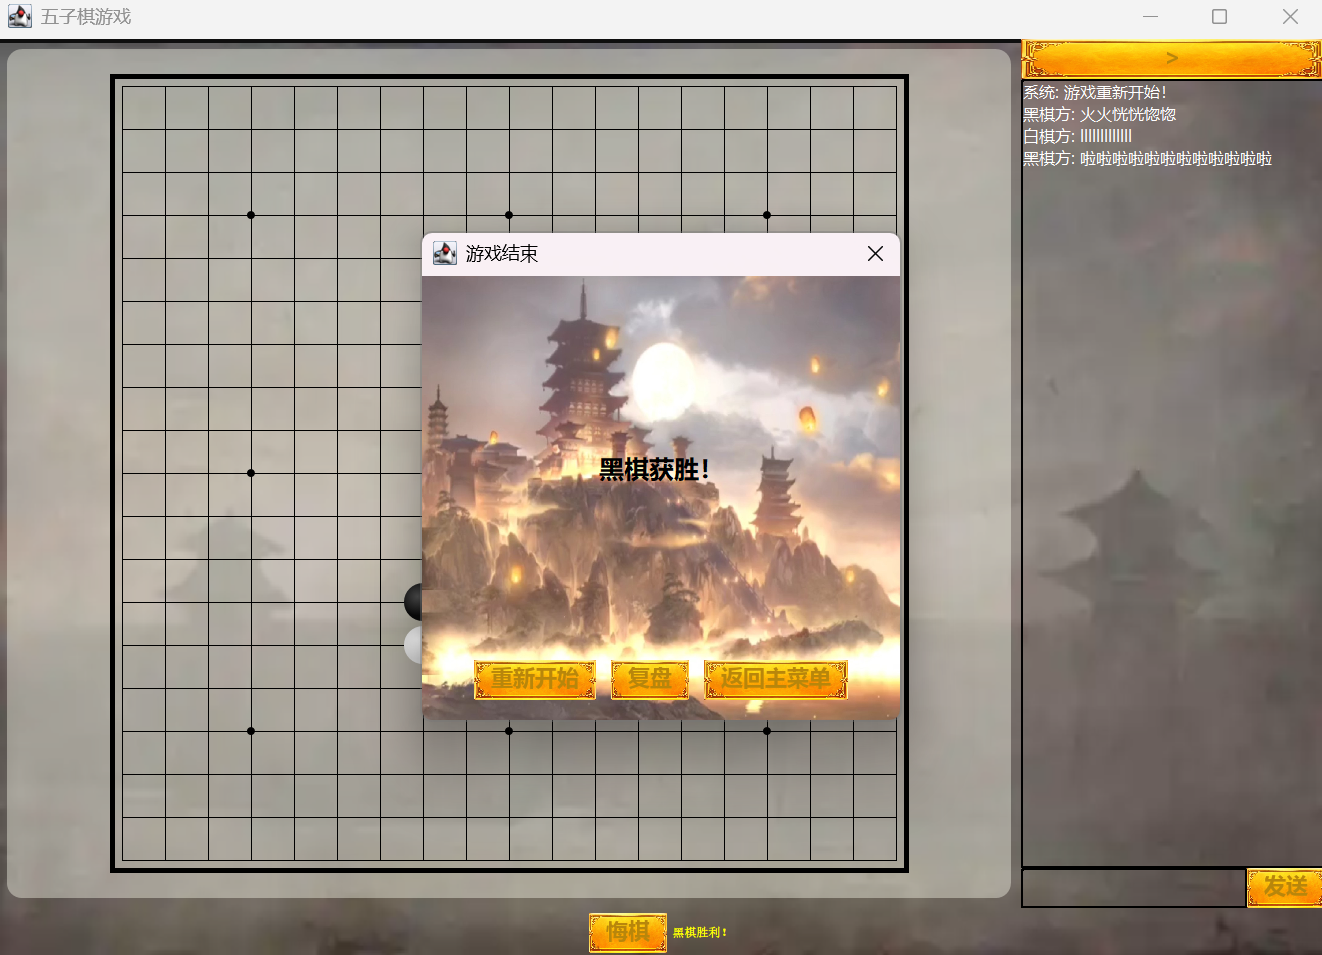 五子棋游戏
>
系统: 游戏重新开始!
黑棋方: 火火恍恍惚惚
白棋方: lllllllllllll
黑棋方: 啦啦啦啦啦啦啦啦啦啦啦啦
游戏结束
黑棋获胜!
重新开始 复盘 返回主菜单
发送
悔棋 黑棋胜利!